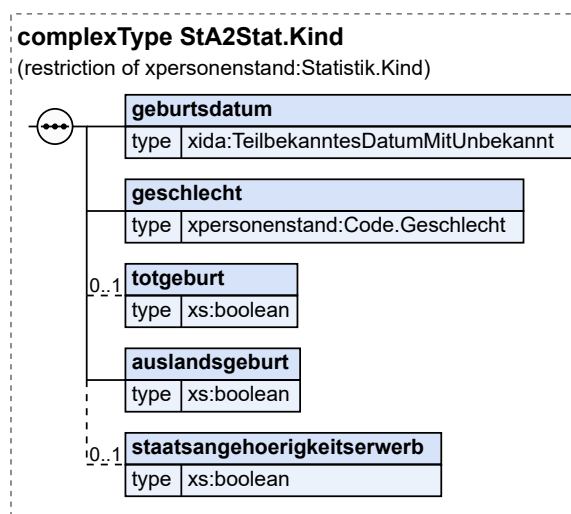 complexType StA2Stat.Kind
(restriction of xpersonenstand:Statistik.Kind)
geburtsdatum
type xida:TeilbekanntesDatumMitUnbekannt
geschlecht
type xpersonenstand:Code.Geschlecht
0..1 totgeburt
type xs:boolean
auslandsgeburt
type xs:boolean
0..1 staatsangehoerigkeitserwerb
type xs:boolean